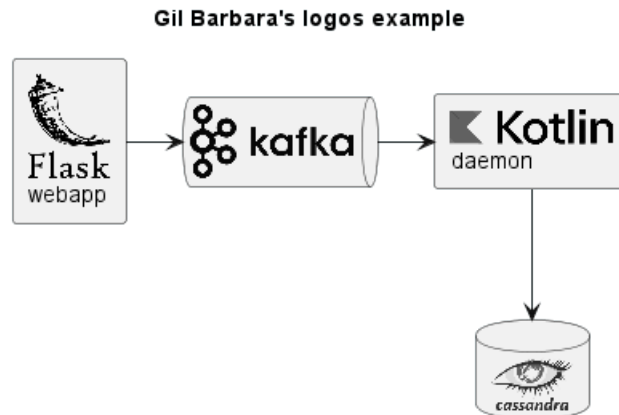 Gil Barbara's logos example
Flask
webapp
kafka
Kotlin
daemon
cassandra